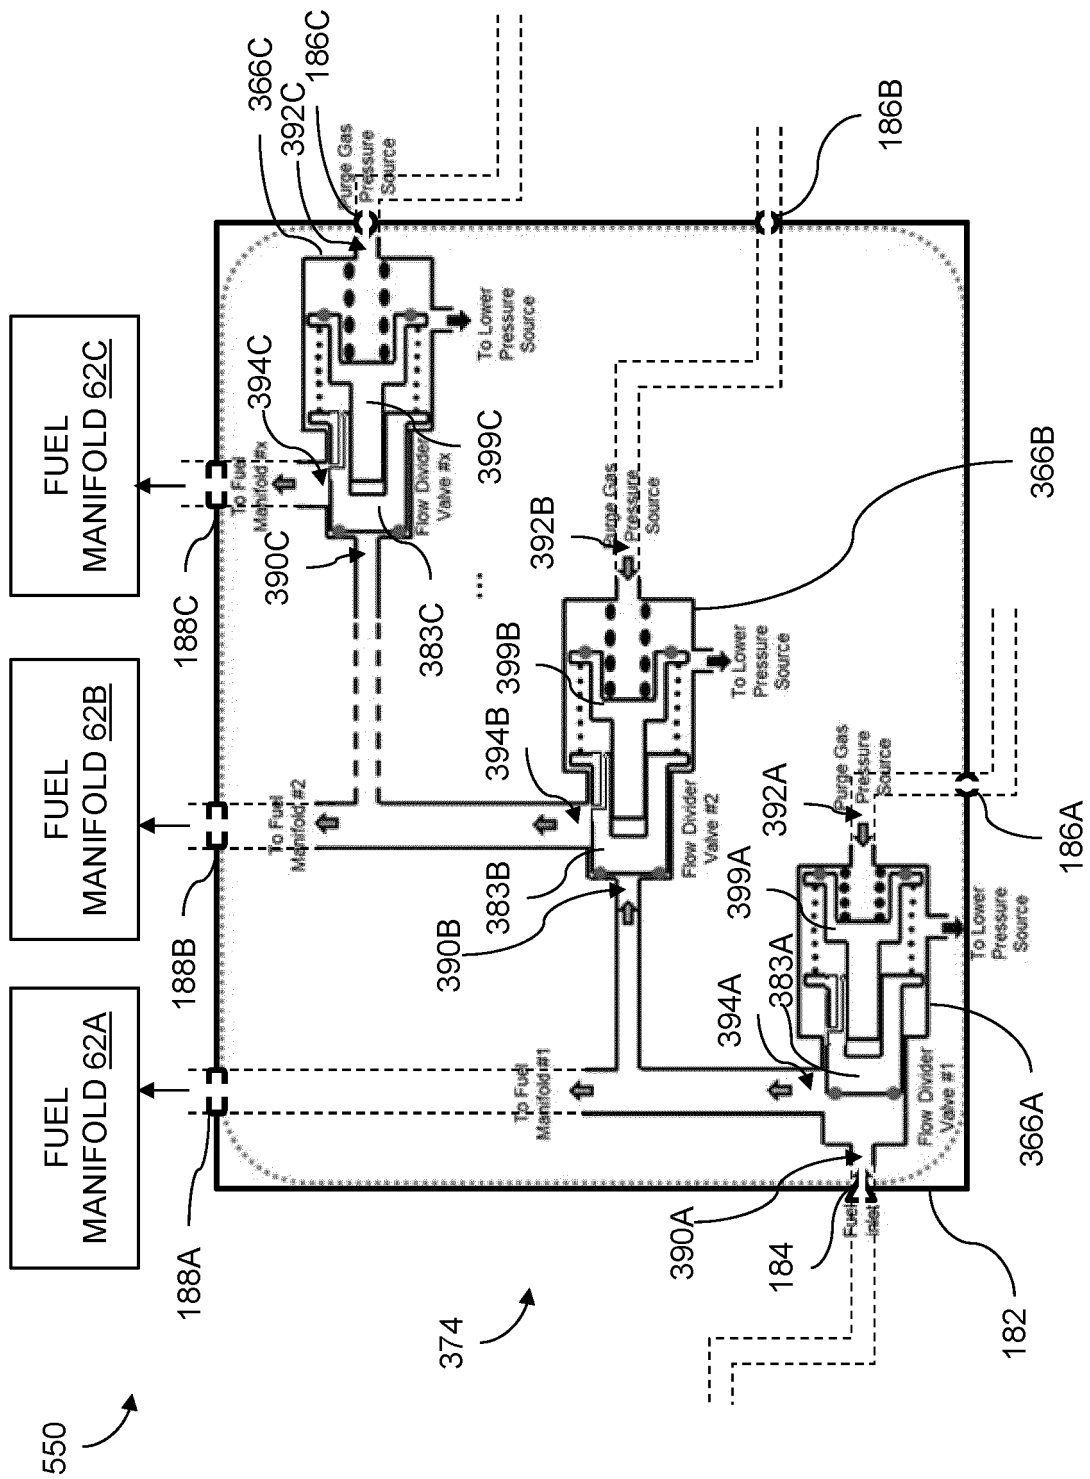 550
374
FUEL
MANIFOLD 62A
FUEL
MANIFOLD 62B
FUEL
MANIFOLD 62C
188A
188B
188C
To Fuel
Manifold #1
To Fuel
Manifold #2
To Fuel
Manifold #x
390A
184
Fuel
Inlet
182
394A
383A
399A
392A
Purge Gas
Pressure
Source
Flow Divider
Valve #1
366A
To Lower
Pressure
Source
186A
390B
383B
394B
399B
392B
Purge Gas
Pressure
Source
Flow Divider
Valve #2
366B
To Lower
Pressure
Source
186B
390C
383C
394C
399C
366C
392C
186C
Purge Gas
Pressure
Source
Flow Divider
Valve #x
To Lower
Pressure
Source
...